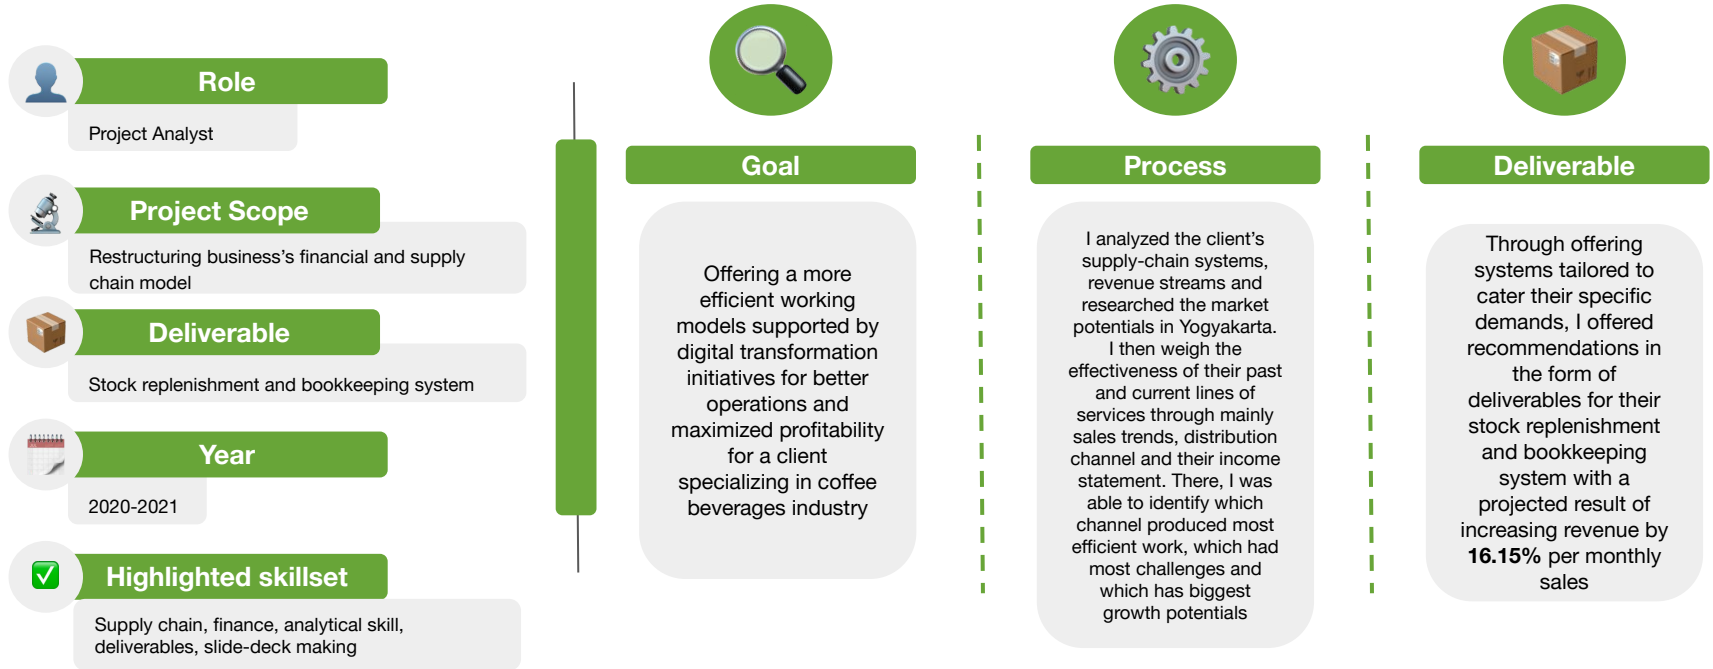 Role
Project Analyst
Project Scope
Restructuring business's financial and supply
chain model
Deliverable
Stock replenishment and bookkeeping system
Year
2020-2021
Highlighted skillset
Supply chain, finance, analytical skill,
deliverables, slide-deck making
Goal
Offering a more
efficient working
models supported by
digital transformation
initiatives for better
operations and
maximized profitability
for a client
specializing in coffee
beverages industry
Process
I analyzed the client's
supply-chain systems,
revenue streams and
researched the market
potentials in Yogyakarta.
I then weigh the
effectiveness of their past
and current lines of
services through mainly
sales trends, distribution
channel and their income
statement. There, I was
able to identify which
channel produced most
efficient work, which had
most challenges and
which has biggest
growth potentials
Deliverable
Through offering
systems tailored to
cater their specific
demands, I offered
recommendations in
the form of
deliverables for their
stock replenishment
and bookkeeping
system with a
projected result of
increasing revenue by
16.15% per monthly
sales